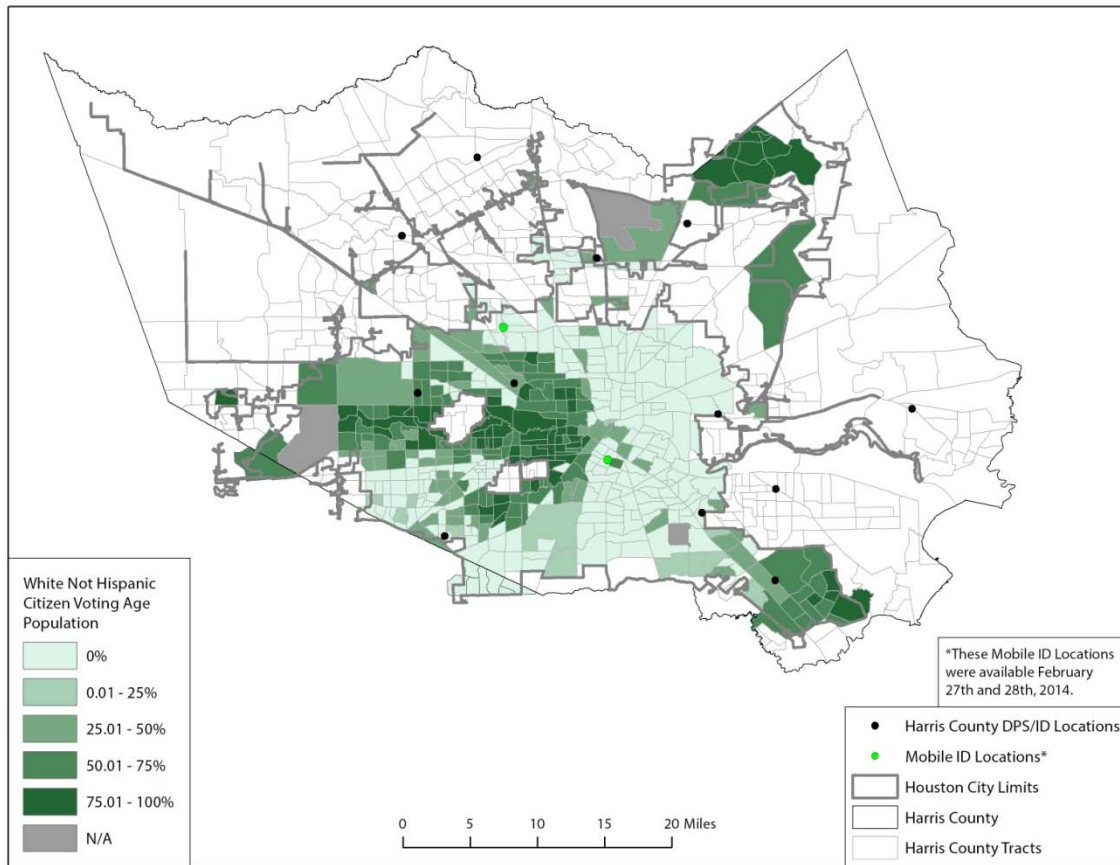 White Not Hispanic
Citizen Voting Age
Population
0%
0.01 - 25%
25.01 - 50%
50.01 - 75%
75.01 - 100%
N/A
0 5 10 15 20 Miles
*These Mobile ID Locations
were available February
27th and 28th, 2014.
Harris County DPS/ID Locations
Mobile ID Locations*
Houston City Limits
Harris County
Harris County Tracts